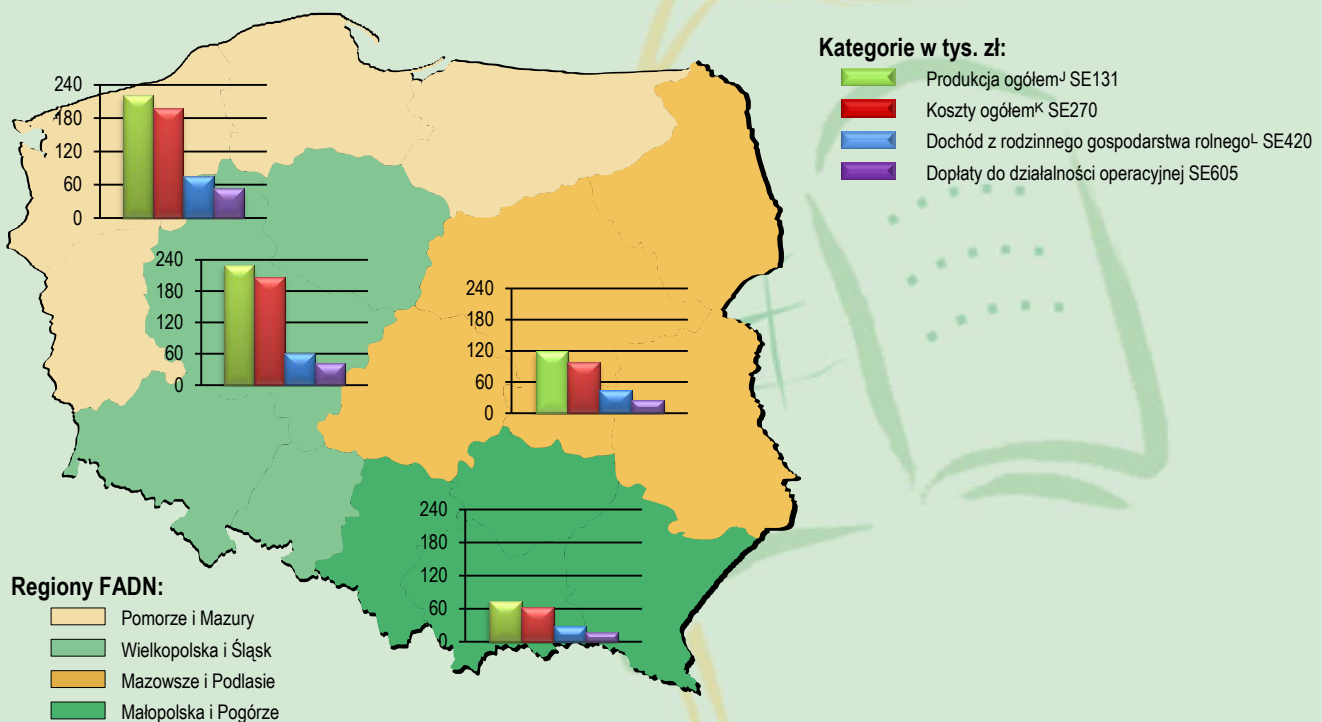 Kategorie w tys. zł:
Produkcja ogółemᴶ SE131
Koszty ogółemᴷ SE270
Dochód z rodzinnego gospodarstwa rolnegoᴸ SE420
Dopłaty do działalności operacyjnej SE605
240
180
120
60
0
240
180
120
60
0
240
180
120
60
0
240
180
120
60
0
Regiony FADN:
Pomorze i Mazury
Wielkopolska i Śląsk
Mazowsze i Podlasie
Małopolska i Pogórze